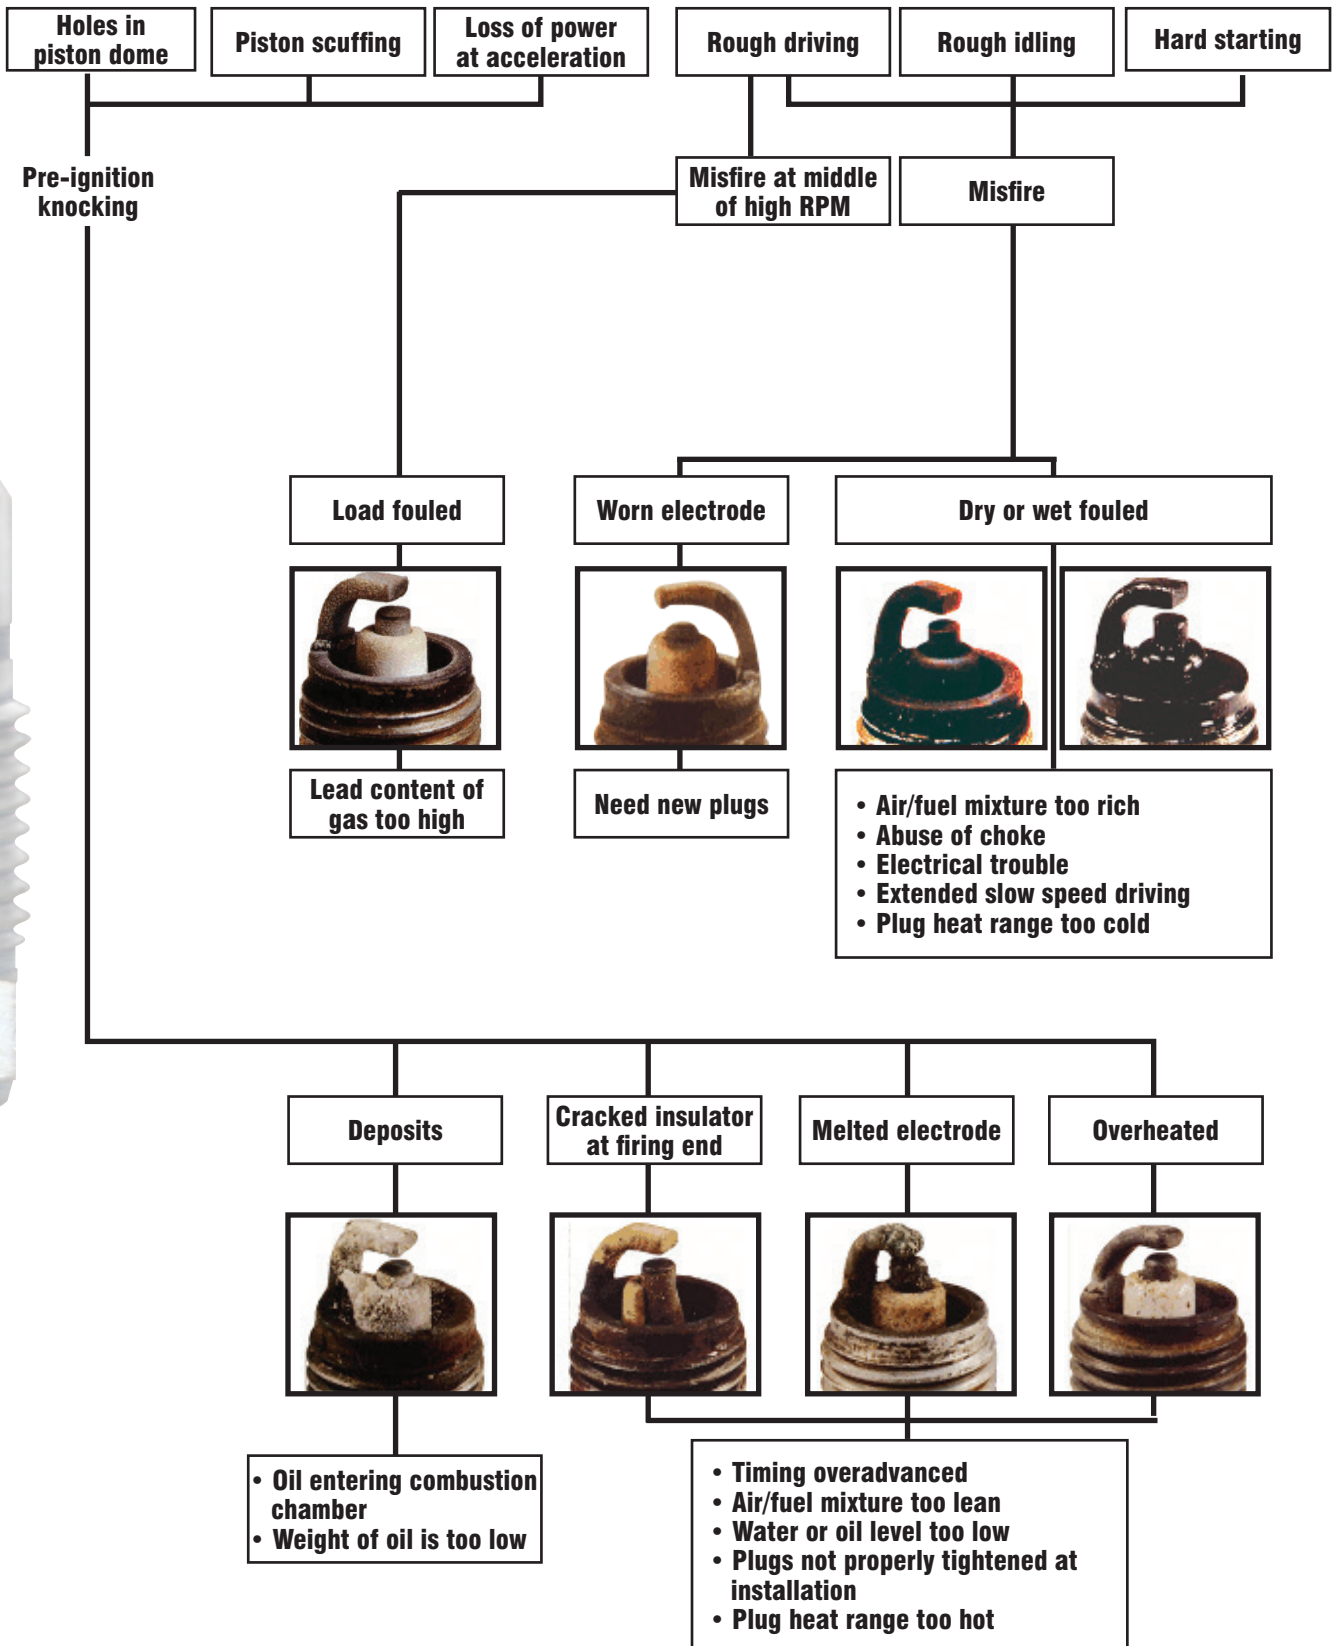 Holes in
piston dome
Piston scuffing
Loss of power
at acceleration
Rough driving
Rough idling
Hard starting
Pre-ignition
knocking
Misfire at middle
of high RPM
Misfire
Load fouled
Worn electrode
Dry or wet fouled
Lead content of
gas too high
Need new plugs
• Air/fuel mixture too rich
• Abuse of choke
• Electrical trouble
• Extended slow speed driving
• Plug heat range too cold
Deposits
Cracked insulator
at firing end
Melted electrode
Overheated
• Oil entering combustion
chamber
• Weight of oil is too low
• Timing overadvanced
• Air/fuel mixture too lean
• Water or oil level too low
• Plugs not properly tightened at
installation
• Plug heat range too hot